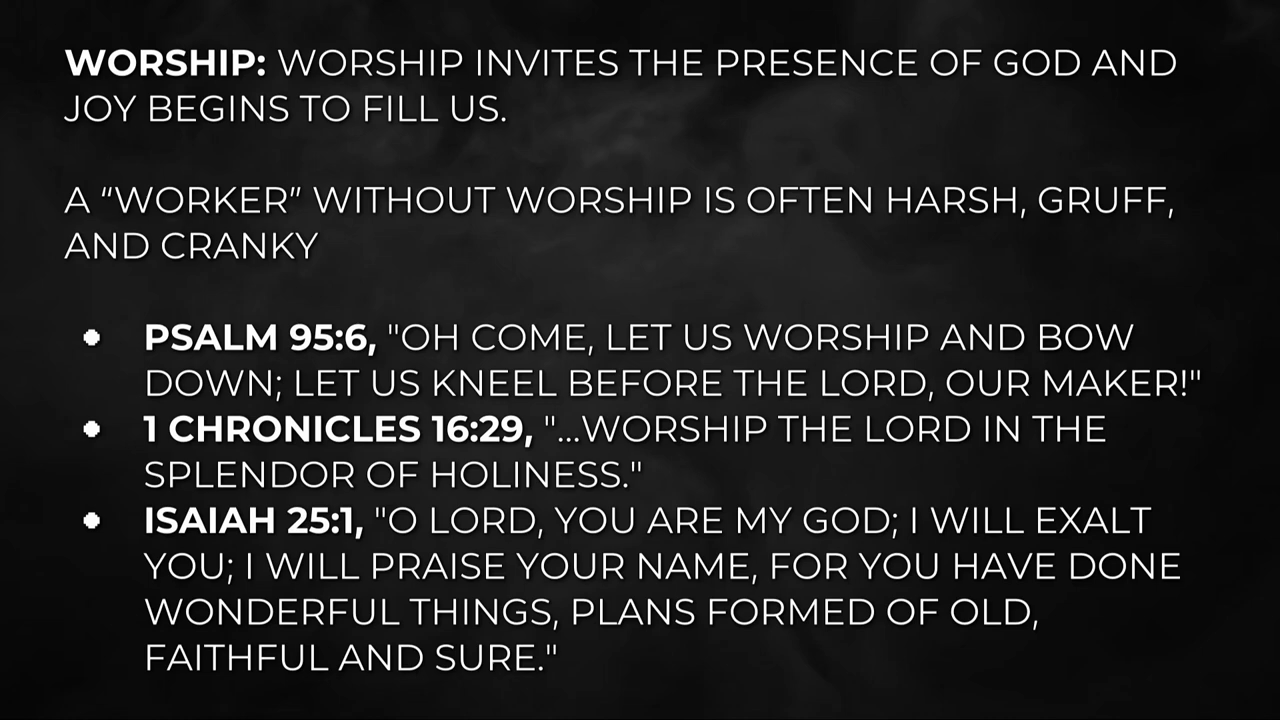 WORSHIP: WORSHIP INVITES THE PRESENCE OF GOD AND
JOY BEGINS TO FILL US.
A “WORKER” WITHOUT WORSHIP IS OFTEN HARSH, GRUFF,
AND CRANKY
• PSALM 95:6, "OH COME, LET US WORSHIP AND BOW
DOWN; LET US KNEEL BEFORE THE LORD, OUR MAKER!"
• 1 CHRONICLES 16:29, "...WORSHIP THE LORD IN THE
SPLENDOR OF HOLINESS."
• ISAIAH 25:1, "O LORD, YOU ARE MY GOD; I WILL EXALT
YOU; I WILL PRAISE YOUR NAME, FOR YOU HAVE DONE
WONDERFUL THINGS, PLANS FORMED OF OLD,
FAITHFUL AND SURE."